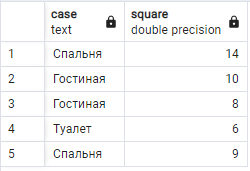 case square
text double precision
1 Спальня 14
2 Гостиная 10
3 Гостиная 8
4 Туалет 6
5 Спальня 9